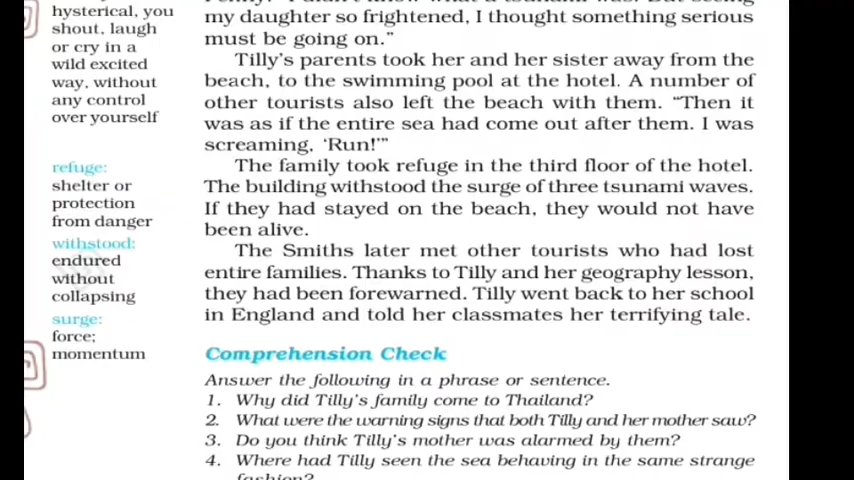 hysterical, you
shout, laugh
or cry in a
wild excited
way, without
any control
over yourself
refuge:
shelter or
protection
from danger
withstood:
endured
without
collapsing
surge:
force;
momentum
my daughter so frightened, I thought something serious
must be going on.”
Tilly’s parents took her and her sister away from the
beach, to the swimming pool at the hotel. A number of
other tourists also left the beach with them. “Then it
was as if the entire sea had come out after them. I was
screaming, ‘Run!’”
The family took refuge in the third floor of the hotel.
The building withstood the surge of three tsunami waves.
If they had stayed on the beach, they would not have
been alive.
The Smiths later met other tourists who had lost
entire families. Thanks to Tilly and her geography lesson,
they had been forewarned. Tilly went back to her school
in England and told her classmates her terrifying tale.
Comprehension Check
Answer the following in a phrase or sentence.
1. Why did Tilly’s family come to Thailand?
2. What were the warning signs that both Tilly and her mother saw?
3. Do you think Tilly’s mother was alarmed by them?
4. Where had Tilly seen the sea behaving in the same strange
fashion?